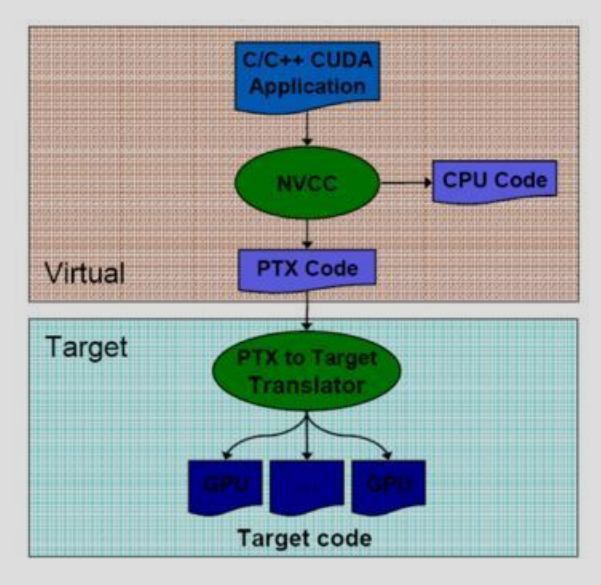 C/C++ CUDA
Application
NVCC
CPU Code
PTX Code
Virtual
Target
PTX to Target
Translator
GPU ... GPU
Target code